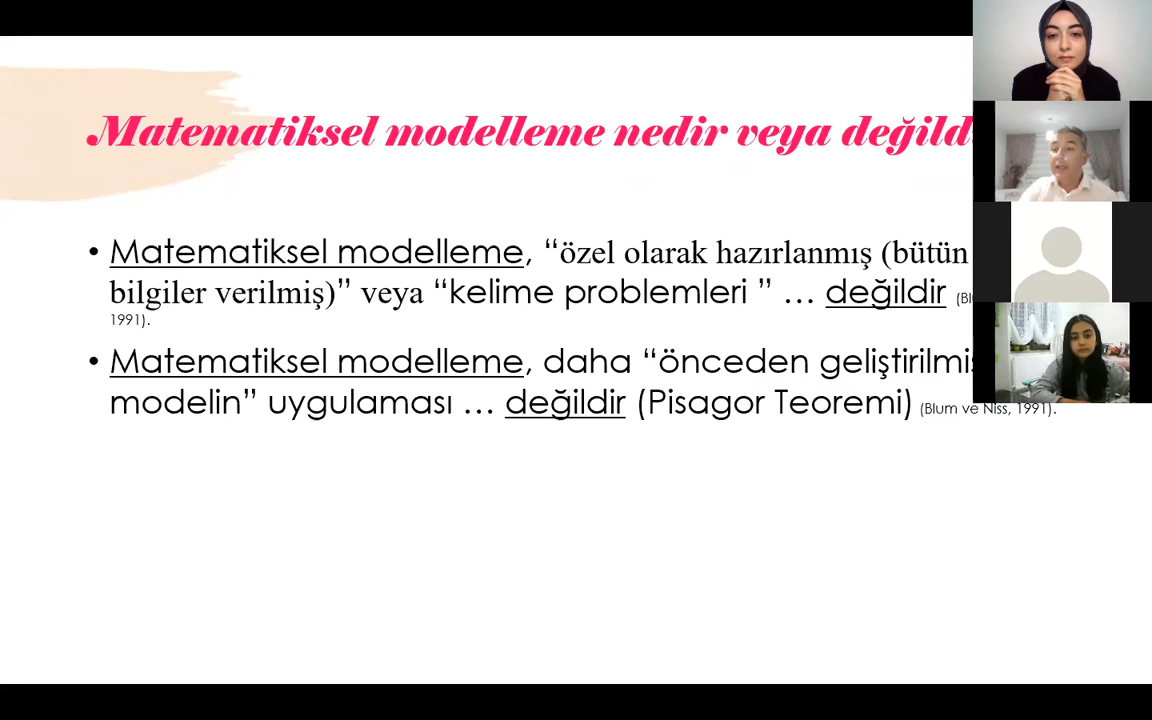 Matematiksel modelleme nedir veya değild
• Matematiksel modelleme, “özel olarak hazırlanmış (bütün
bilgiler verilmiş)” veya “kelime problemleri ” … değildir
1991).
• Matematiksel modelleme, daha “önceden geliştirilmiş
modelin” uygulaması … değildir (Pisagor Teoremi) (Blum ve Niss, 1991).